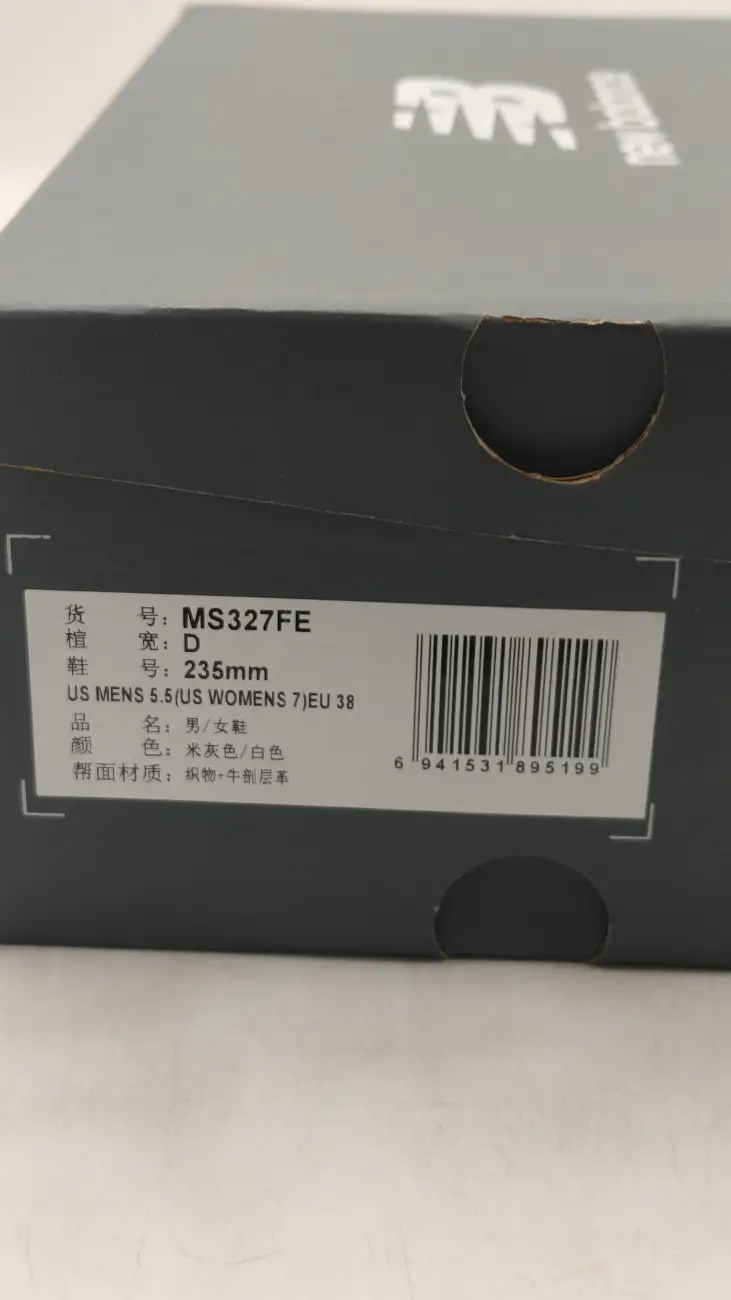 new balance
货 号：MS327FE
楦 宽：D
鞋 号：235mm
US MENS 5.5(US WOMENS 7)EU 38
品 名：男/女鞋
颜 色：米灰色/白色
帮面材质：织物+牛剖层革
6 941531 895199